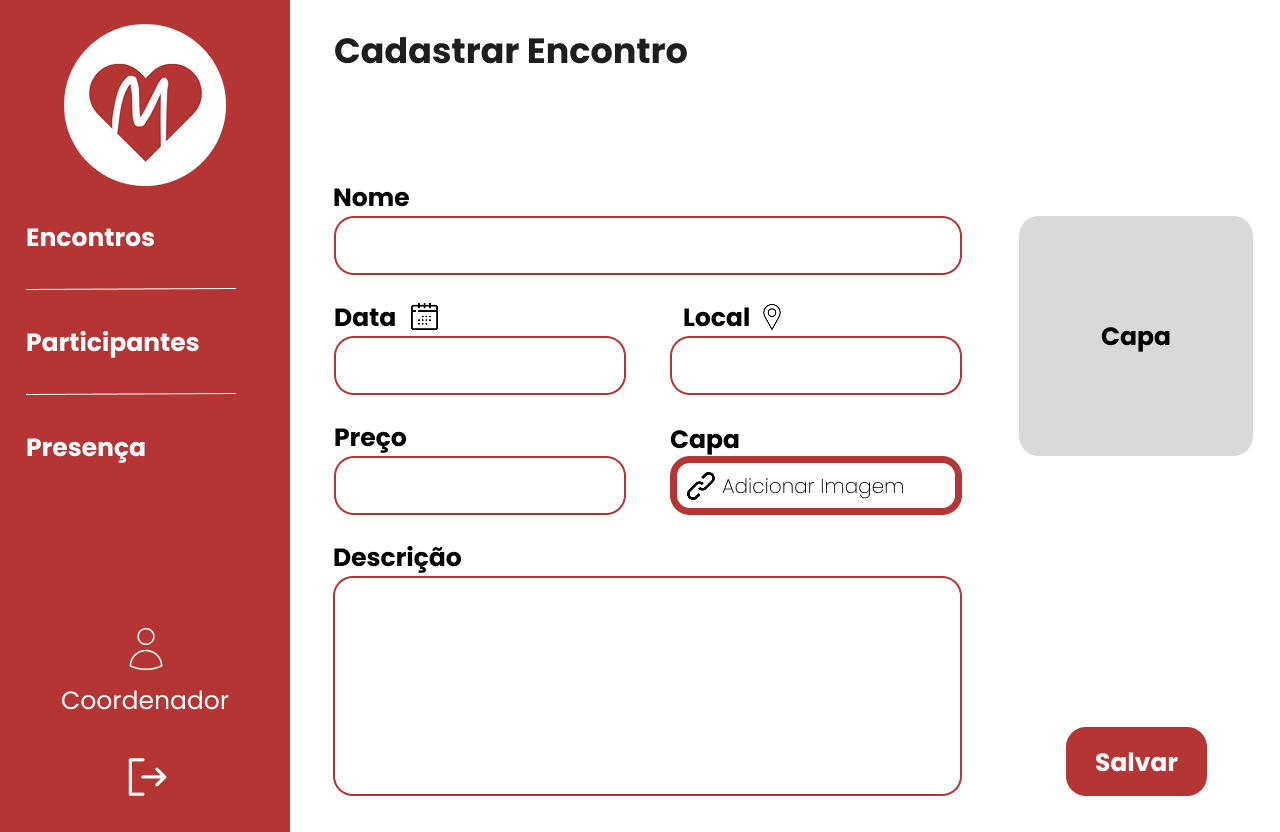 M
Encontros
Participantes
Presença
Coordenador
Cadastrar Encontro
Nome
Data
Local
Preço
Capa
Adicionar Imagem
Descrição
Capa
Salvar